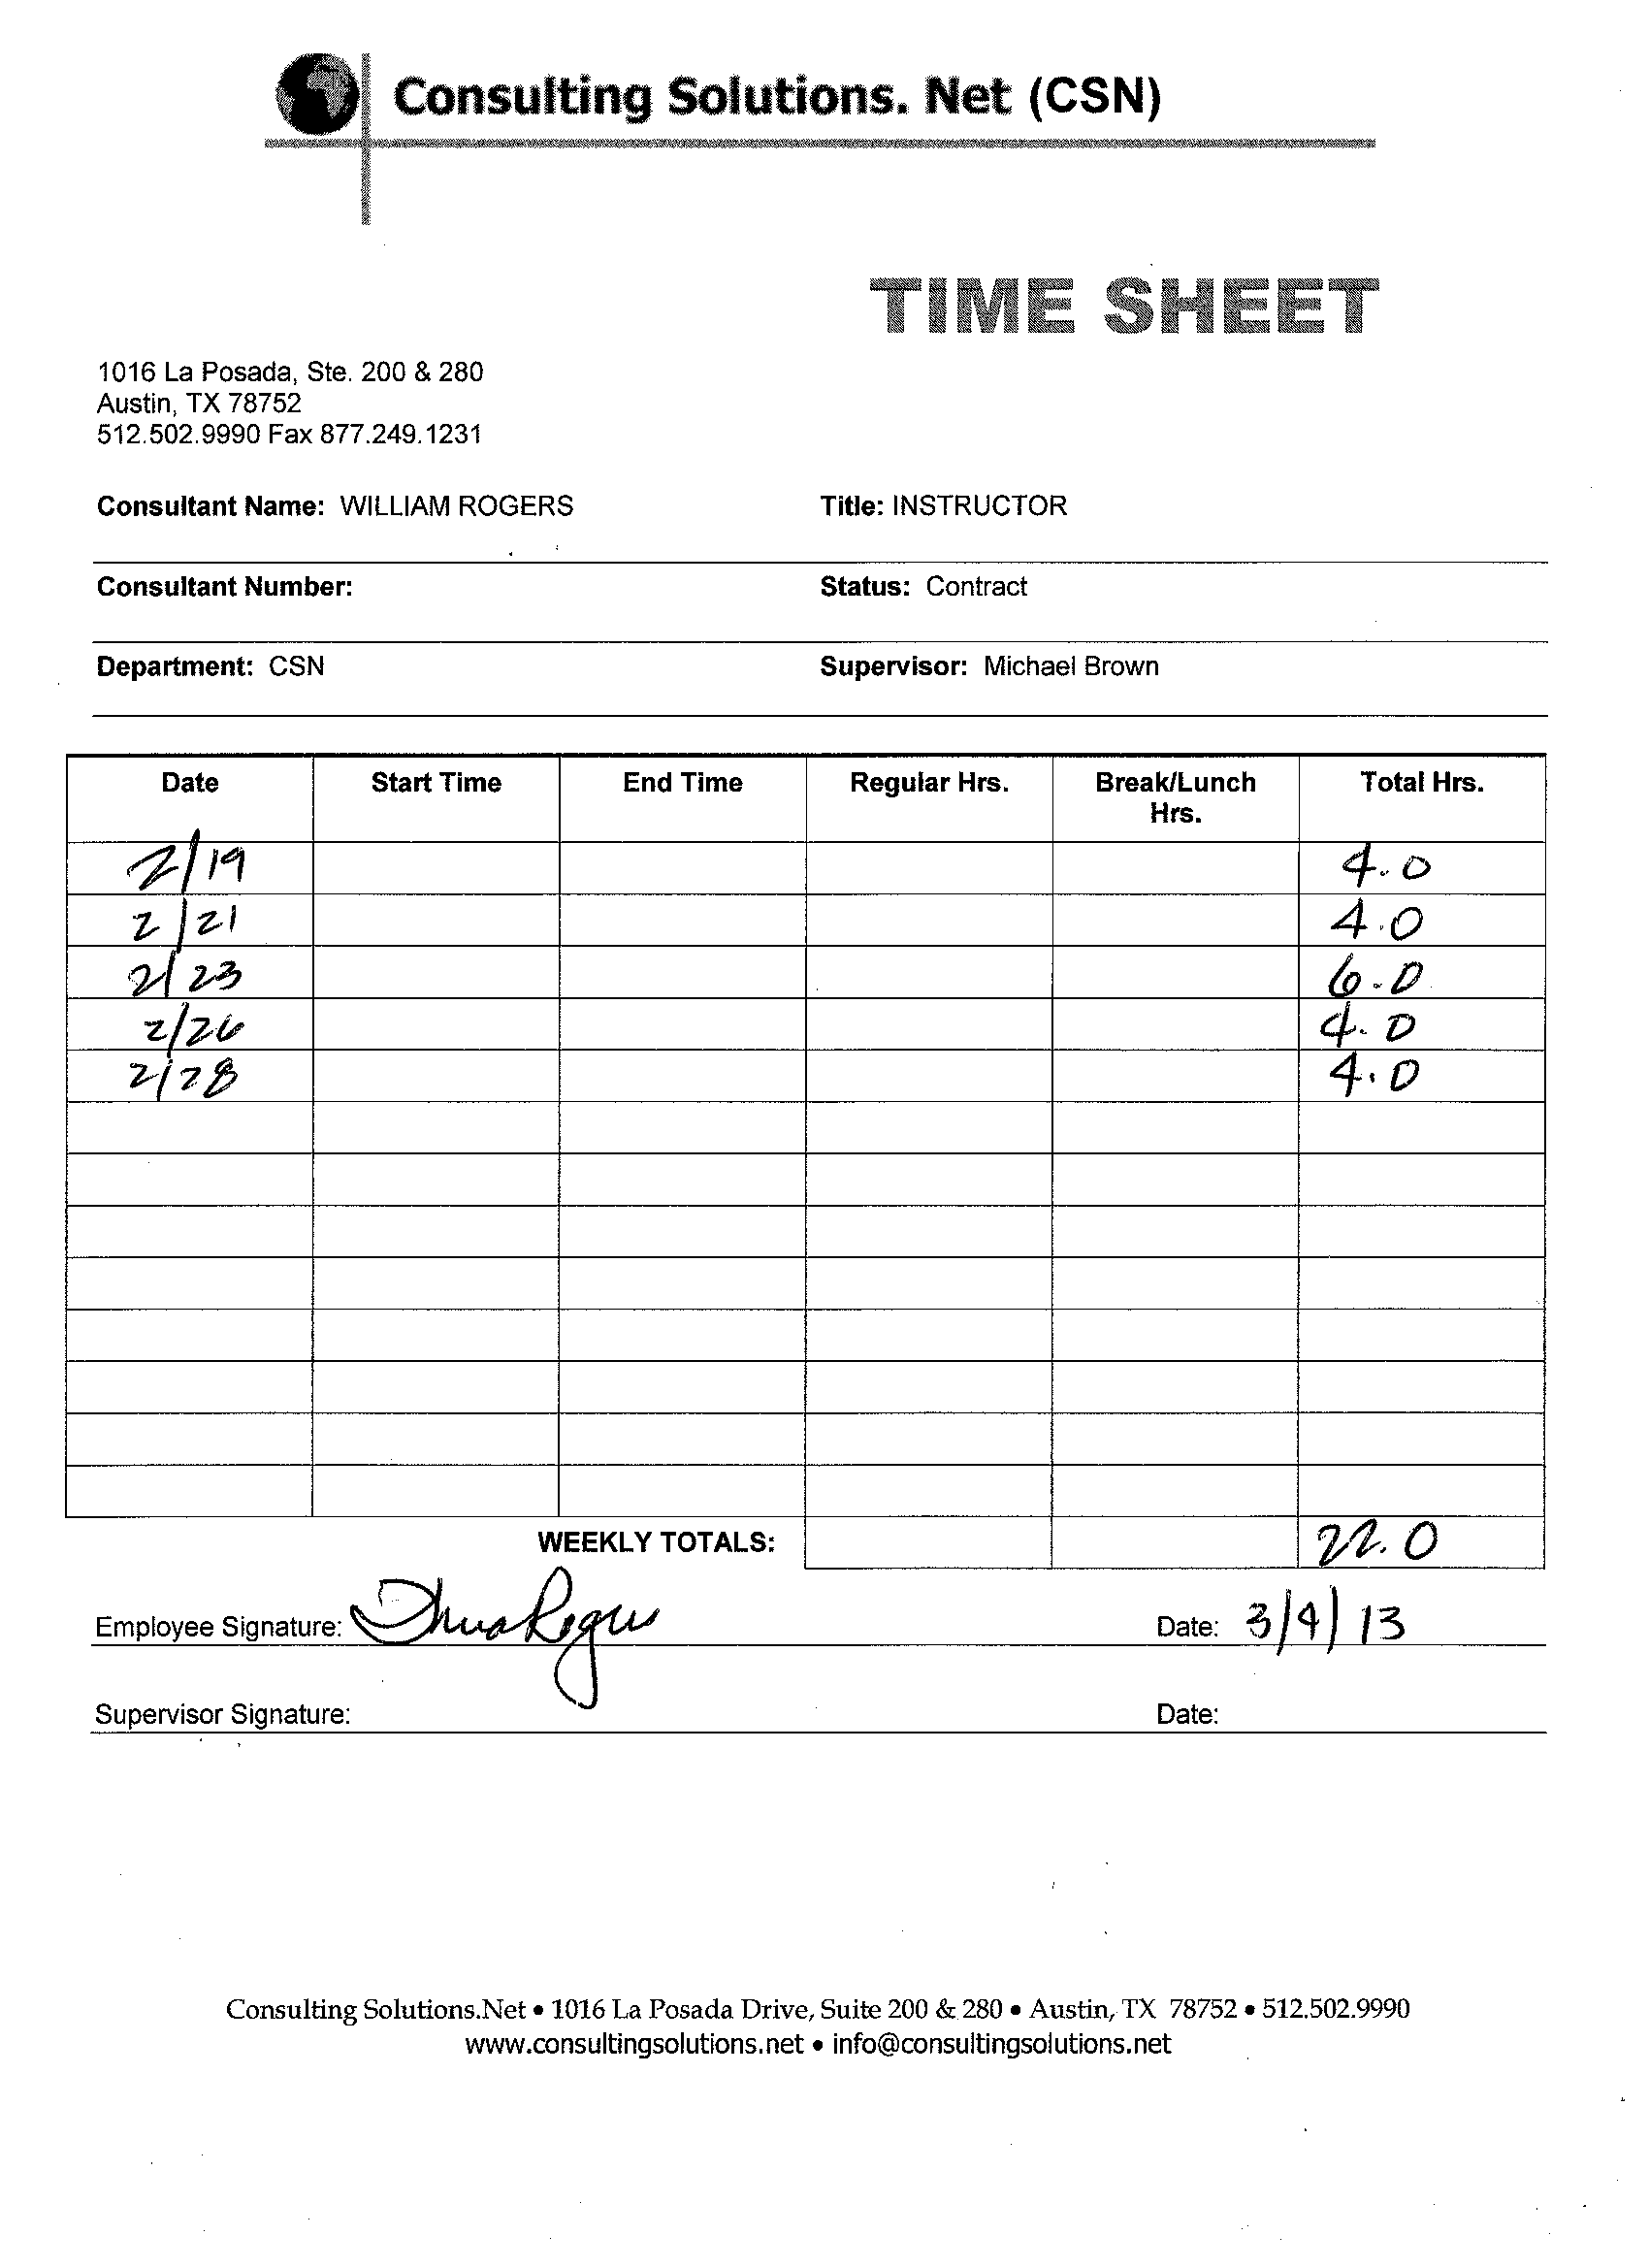 Consulting Solutions. Net (CSN)
TIME SHEET
1016 La Posada, Ste. 200 & 280
Austin, TX 78752
512.502.9990 Fax 877.249.1231
Consultant Name: WILLIAM ROGERS Title: INSTRUCTOR
Consultant Number: Status: Contract
Department: CSN Supervisor: Michael Brown
Date Start Time End Time Regular Hrs. Break/Lunch Hrs. Total Hrs.
2/19 4.0
2/21 4.0
2/23 6.0
2/26 4.0
2/28 4.0
WEEKLY TOTALS: 22.0
Employee Signature: Rogers Date: 3/4/13
Supervisor Signature: Date:
Consulting Solutions.Net • 1016 La Posada Drive, Suite 200 & 280 • Austin, TX 78752 • 512.502.9990
www.consultingsolutions.net • info@consultingsolutions.net